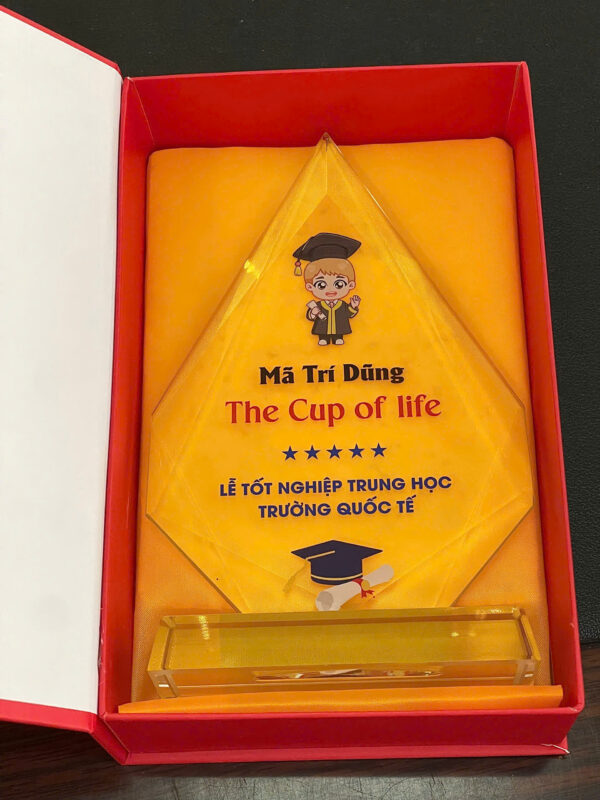 Mã Trí Dũng
The Cup of life
LỄ TỐT NGHIỆP TRUNG HỌC
TRƯỜNG QUỐC TẾ